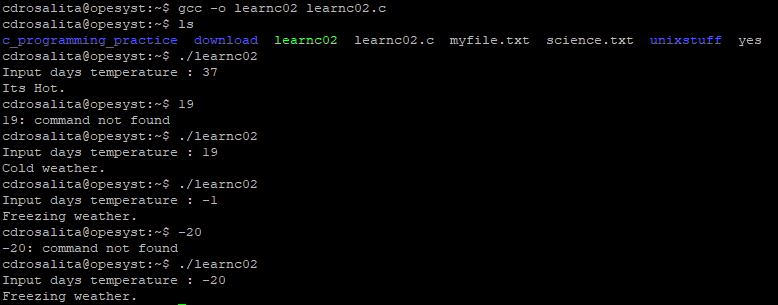 cdrosalita@opesyst:~$ gcc -o learnc02 learnc02.c
cdrosalita@opesyst:~$ ls
c_programming_practice  download  learnc02  learnc02.c  myfile.txt  science.txt  unixstuff  yes
cdrosalita@opesyst:~$ ./learnc02
Input days temperature : 37
Its Hot.
cdrosalita@opesyst:~$ 19
19: command not found
cdrosalita@opesyst:~$ ./learnc02
Input days temperature : 19
Cold weather.
cdrosalita@opesyst:~$ ./learnc02
Input days temperature : -1
Freezing weather.
cdrosalita@opesyst:~$ -20
-20: command not found
cdrosalita@opesyst:~$ ./learnc02
Input days temperature : -20
Freezing weather.